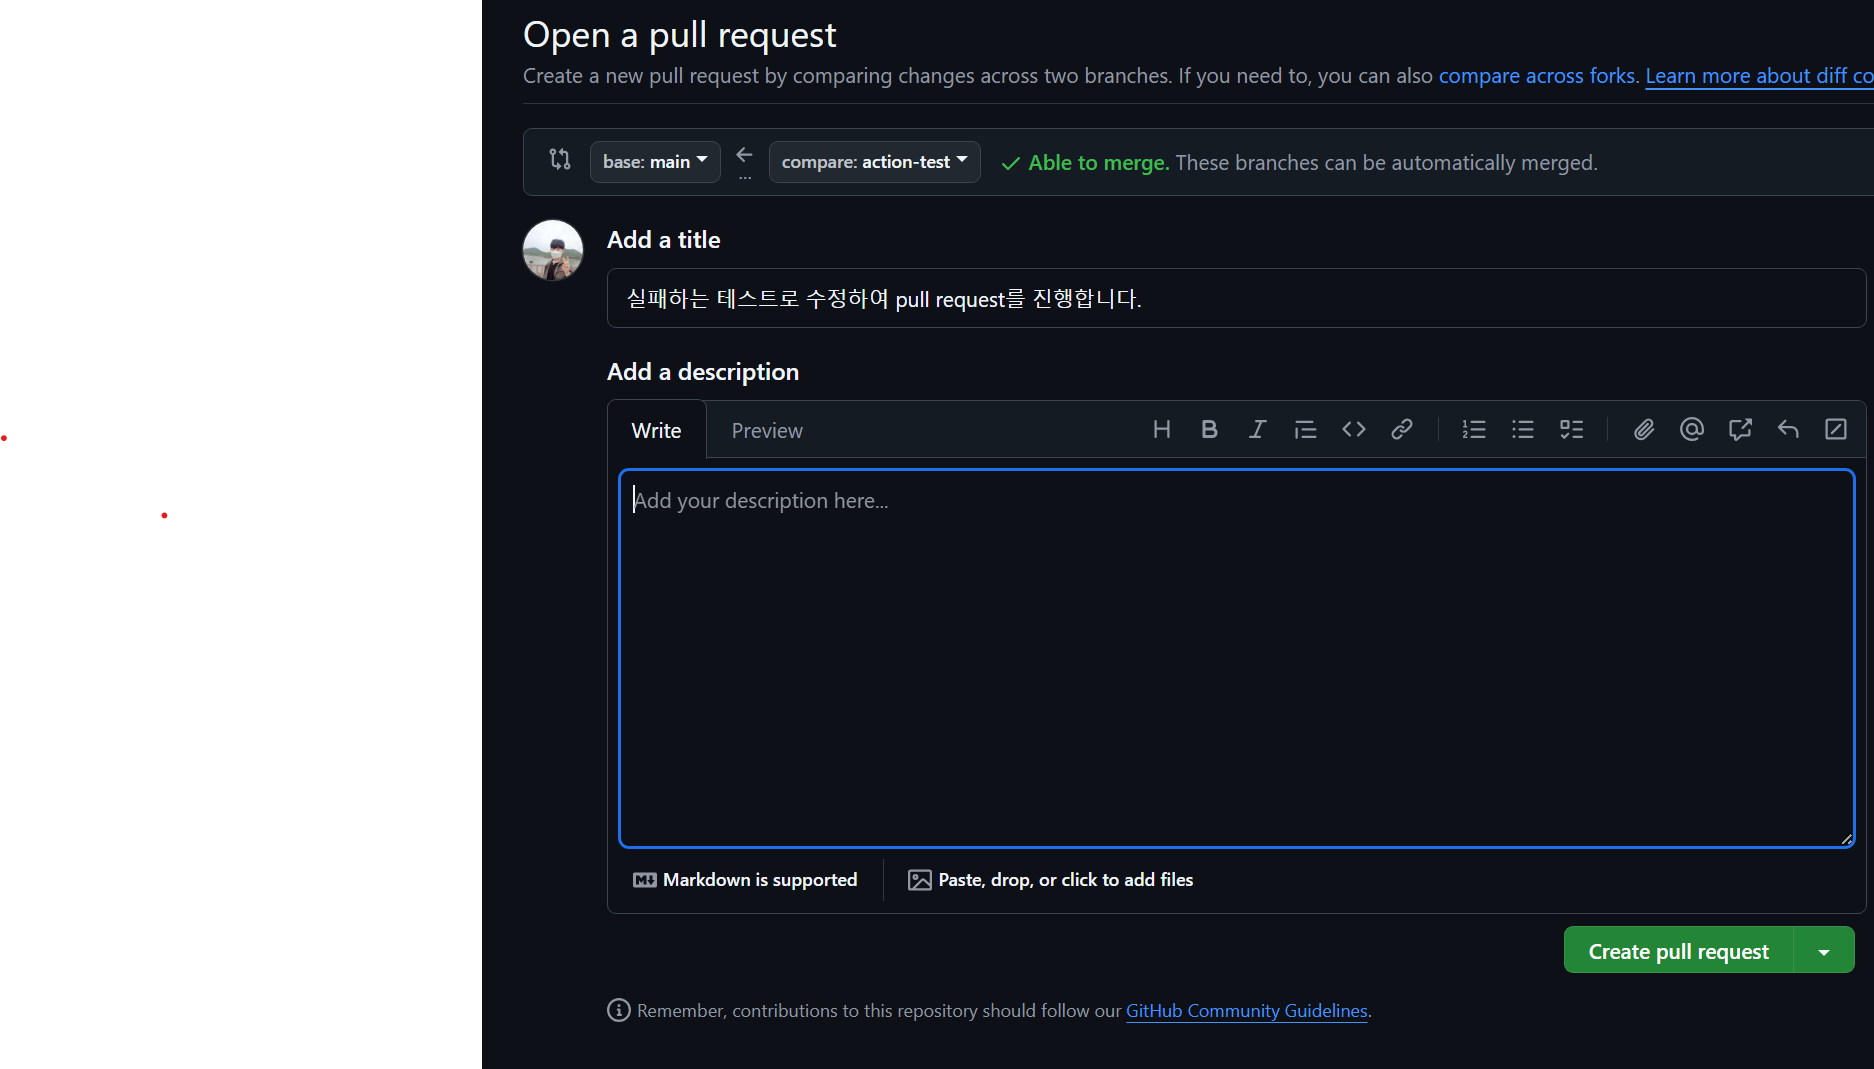 Open a pull request
Create a new pull request by comparing changes across two branches. If you need to, you can also compare across forks. Learn more about diff co
base: main
...
compare: action-test
Able to merge. These branches can be automatically merged.
Add a title
실패하는 테스트로 수정하여 pull request를 진행합니다.
Add a description
Write
Preview
Add your description here...
Markdown is supported
Paste, drop, or click to add files
Create pull request
Remember, contributions to this repository should follow our GitHub Community Guidelines.